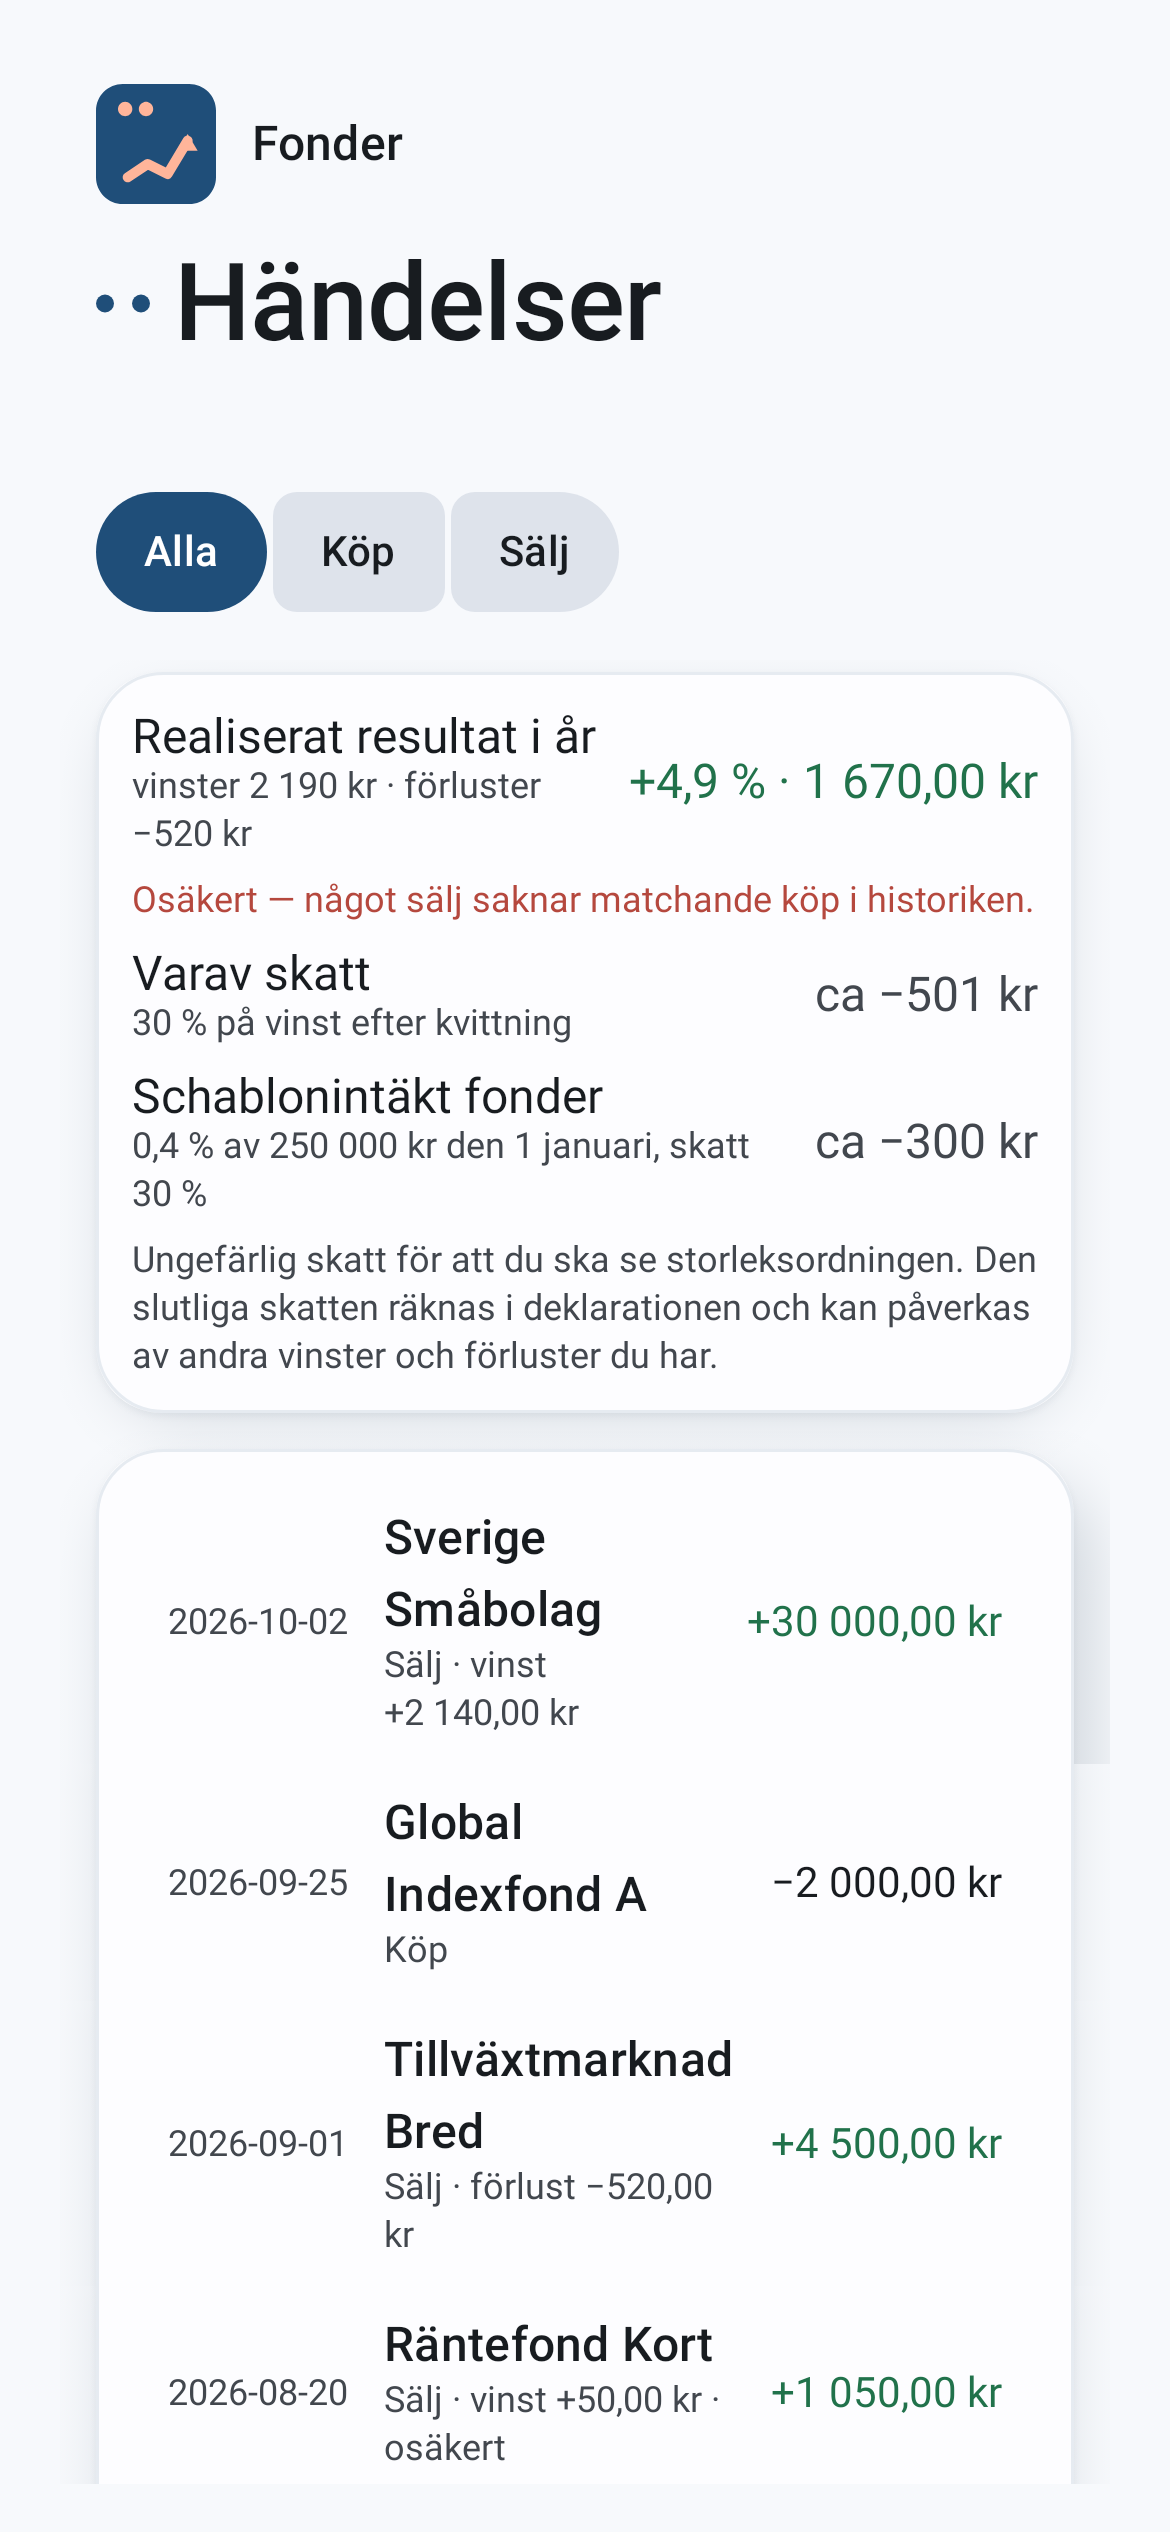 Fonder
Händelser
Alla
Köp
Sälj
Realiserat resultat i år
vinster 2 190 kr · förluster
−520 kr
+4,9 % · 1 670,00 kr
Osäkert — något sälj saknar matchande köp i historiken.
Varav skatt
30 % på vinst efter kvittning
ca −501 kr
Schablonintäkt fonder
0,4 % av 250 000 kr den 1 januari, skatt
30 %
ca −300 kr
Ungefärlig skatt för att du ska se storleksordningen. Den
slutliga skatten räknas i deklarationen och kan påverkas
av andra vinster och förluster du har.
2026-10-02
Sverige
Småbolag
Sälj · vinst
+2 140,00 kr
+30 000,00 kr
2026-09-25
Global
Indexfond A
Köp
−2 000,00 kr
2026-09-01
Tillväxtmarknad
Bred
Sälj · förlust −520,00
kr
+4 500,00 kr
2026-08-20
Räntefond Kort
Sälj · vinst +50,00 kr ·
osäkert
+1 050,00 kr